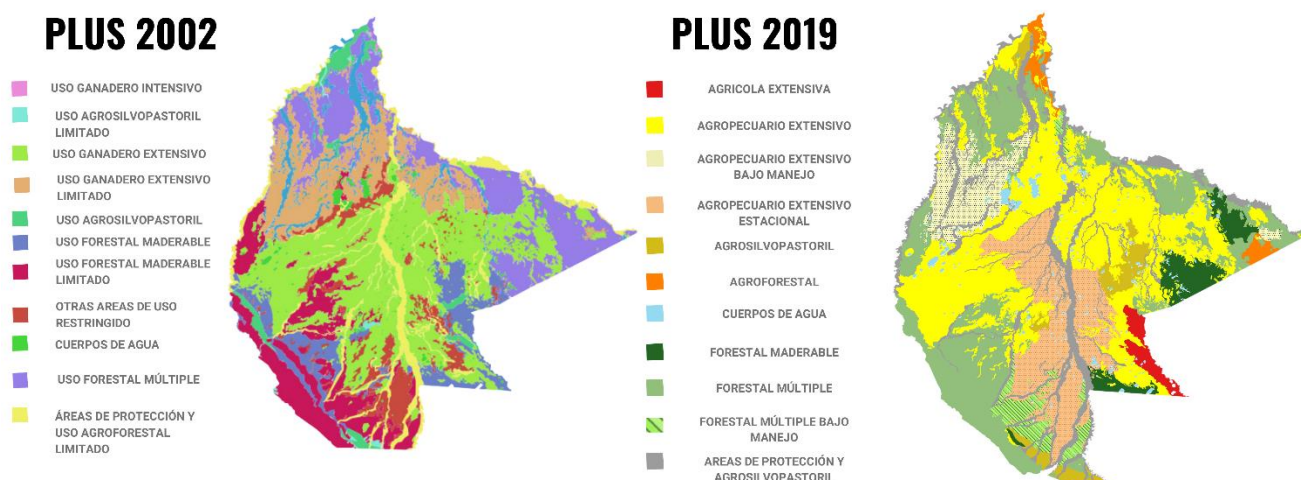 PLUS 2002
USO GANADERO INTENSIVO
USO AGROSILVOPASTORIL
LIMITADO
USO GANADERO EXTENSIVO
USO GANADERO EXTENSIVO
LIMITADO
USO AGROSILVOPASTORIL
USO FORESTAL MADERABLE
USO FORESTAL MADERABLE
LIMITADO
OTRAS AREAS DE USO
RESTRINGIDO
CUERPOS DE AGUA
USO FORESTAL MÚLTIPLE
ÁREAS DE PROTECCIÓN Y
USO AGROFORESTAL
LIMITADO
PLUS 2019
AGRICOLA EXTENSIVA
AGROPECUARIO EXTENSIVO
AGROPECUARIO EXTENSIVO
BAJO MANEJO
AGROPECUARIO EXTENSIVO
ESTACIONAL
AGROSILVOPASTORIL
AGROFORESTAL
CUERPOS DE AGUA
FORESTAL MADERABLE
FORESTAL MÚLTIPLE
FORESTAL MÚLTIPLE BAJO
MANEJO
AREAS DE PROTECCIÓN Y
AGROSILVOPASTORIL